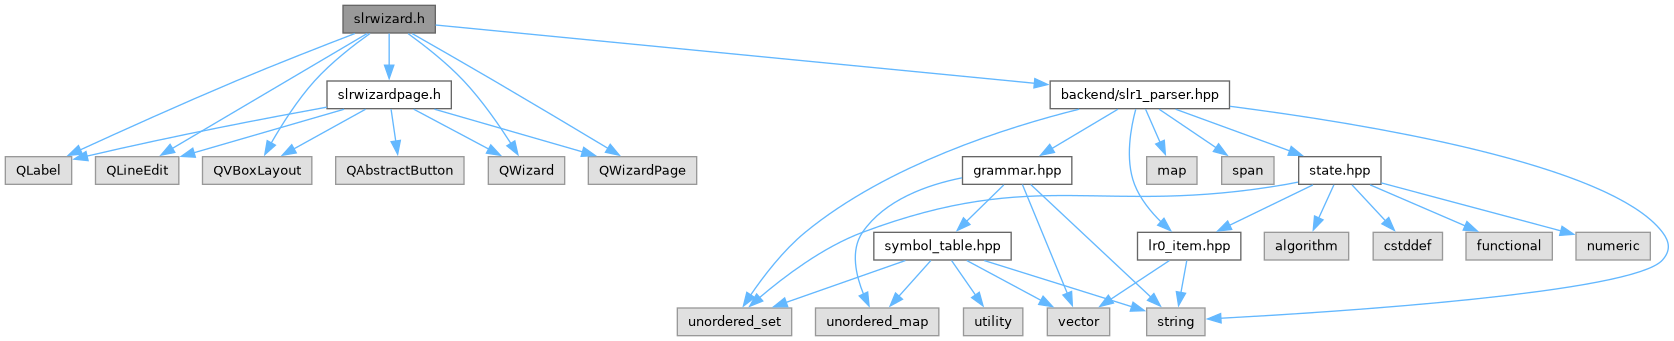 slrwizard.h
slrwizardpage.h
backend/slr1_parser.hpp
QLabel
QLineEdit
QVBoxLayout
QAbstractButton
QWizard
QWizardPage
grammar.hpp
map
span
state.hpp
symbol_table.hpp
lr0_item.hpp
algorithm
cstddef
functional
numeric
unordered_set
unordered_map
utility
vector
string